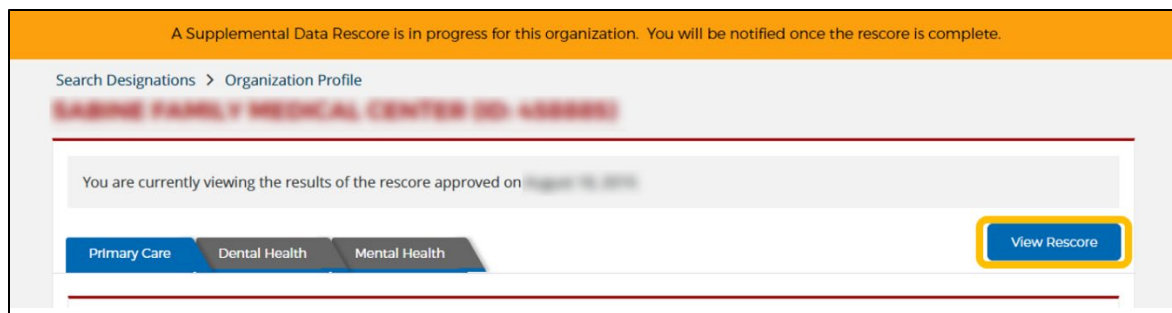 A Supplemental Data Rescore is in progress for this organization. You will be notified once the rescore is complete.
Search Designations > Organization Profile
You are currently viewing the results of the rescore approved on
Primary Care Dental Health Mental Health View Rescore